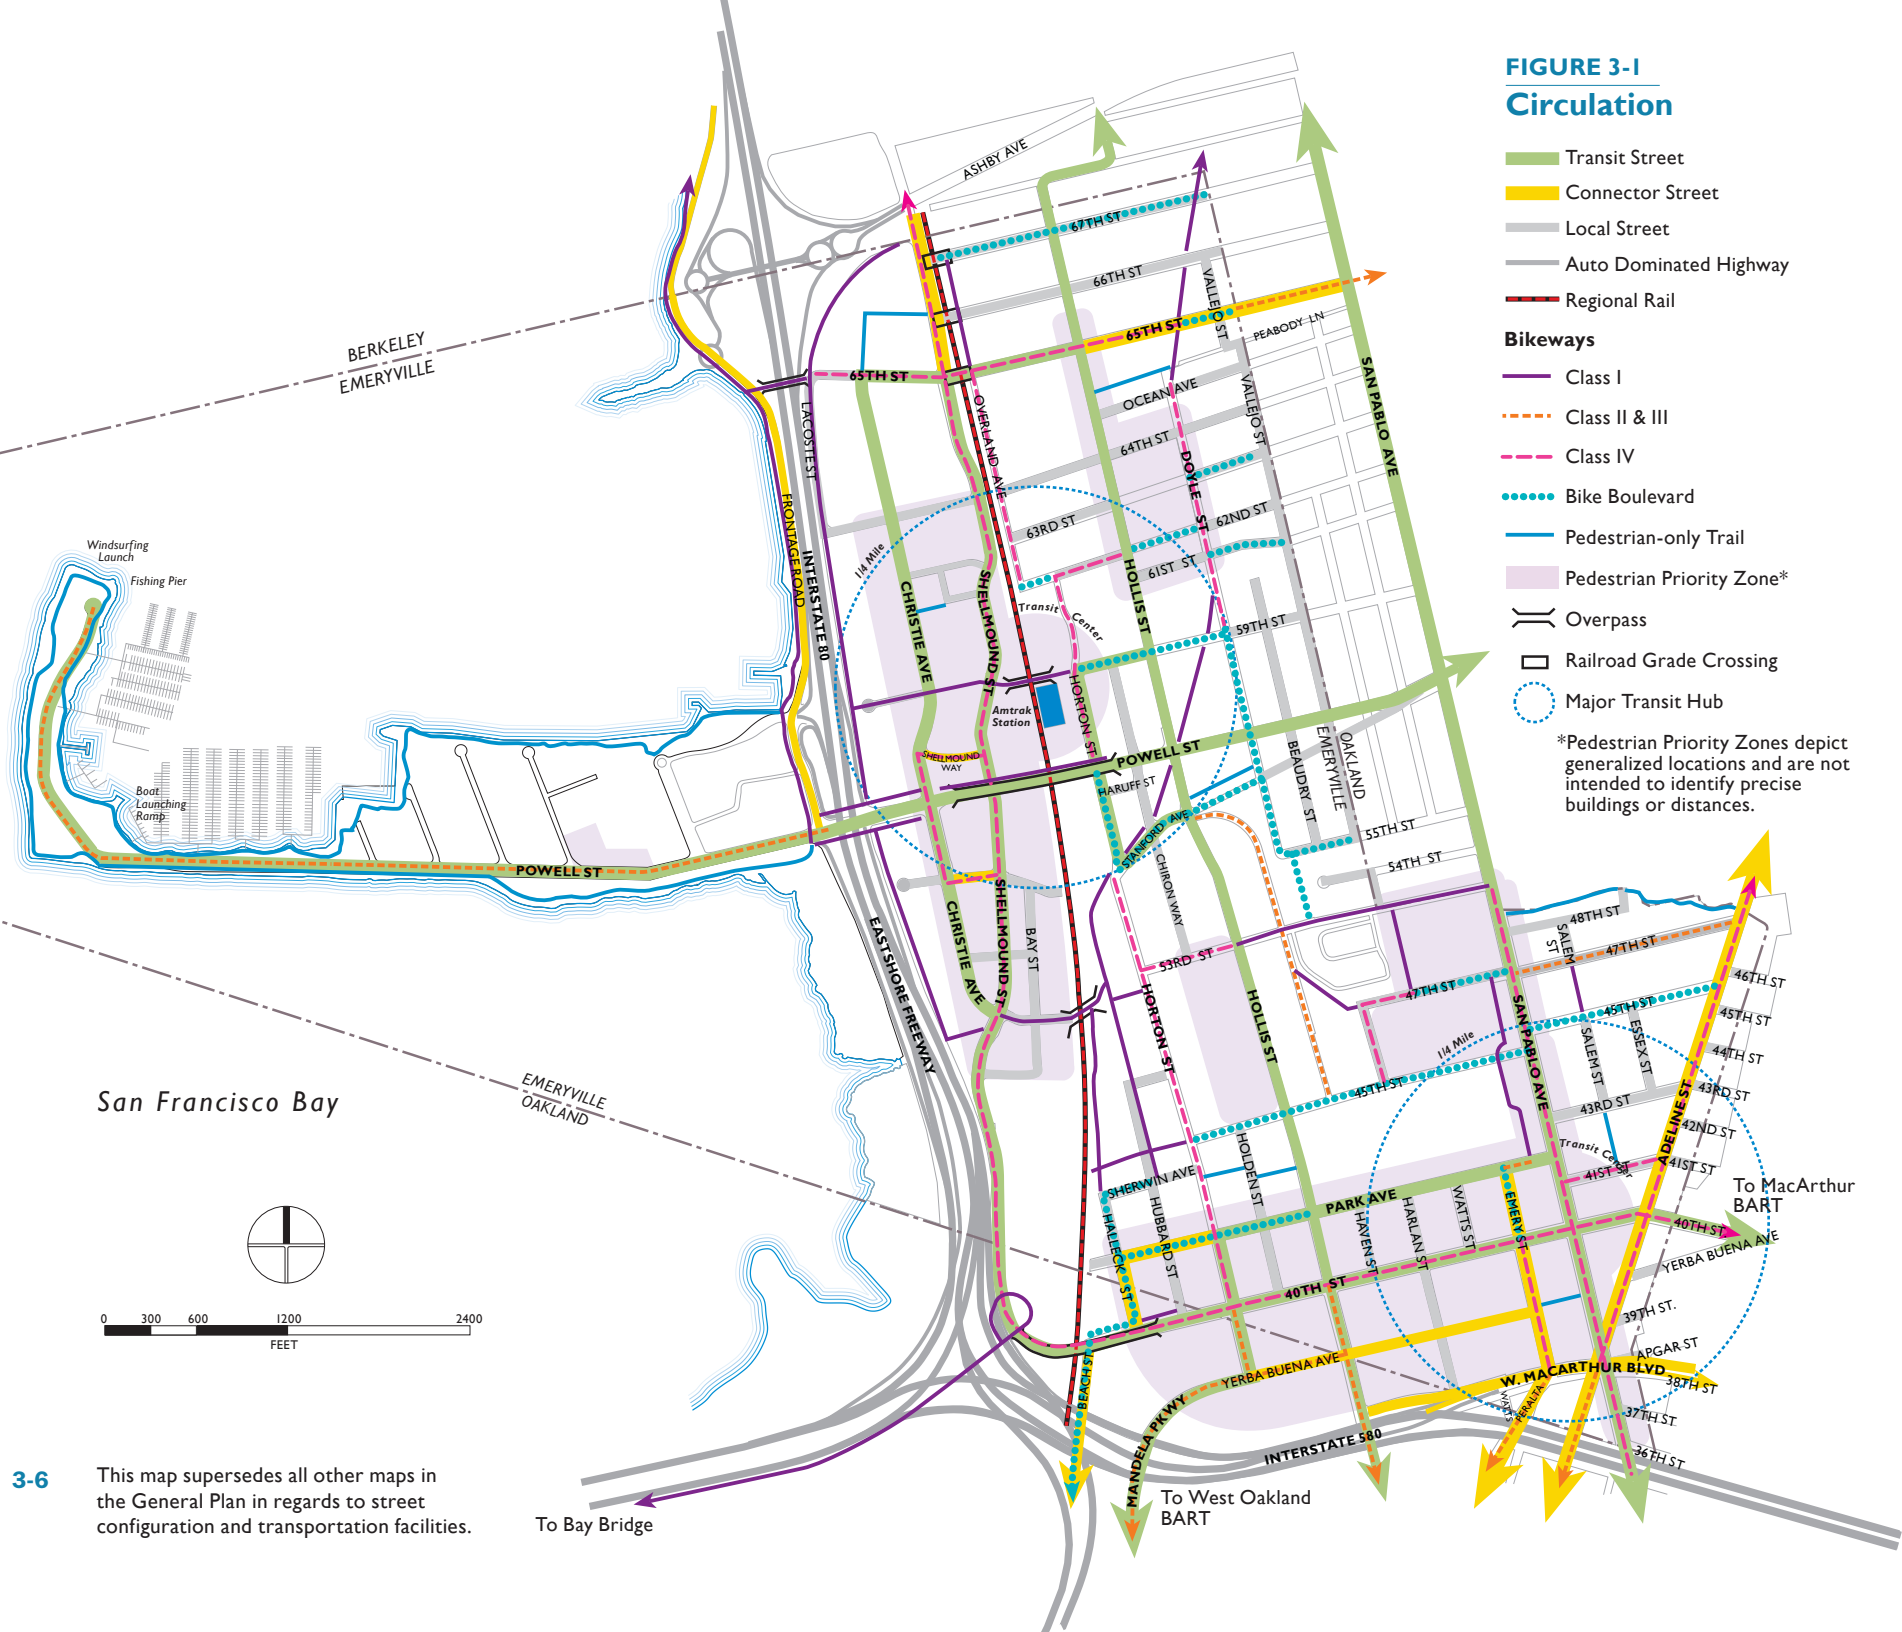 FIGURE 3-1
Circulation
Transit Street
Connector Street
Local Street
Auto Dominated Highway
Regional Rail
Bikeways
Class I
Class II & III
Class IV
Bike Boulevard
Pedestrian-only Trail
Pedestrian Priority Zone*
Overpass
Railroad Grade Crossing
Major Transit Hub
*Pedestrian Priority Zones depict
generalized locations and are not
intended to identify precise
buildings or distances.
ASHBY AVE
67TH ST
66TH ST
VALLEJO ST
65TH ST
PEABODY LN
BERKELEY
EMERYVILLE
65TH ST
LACOSTE ST
OVERLAND AVE
OCEAN AVE
VALLEJO ST
SAN PABLO AVE
64TH ST
DOYLE ST
FRONTAGE ROAD
INTERSTATE 80
63RD ST
62ND ST
61ST ST
1/4 Mile
CHRISTIE AVE
SHELLMOUND ST
HOLLIS ST
Transit
Center
59TH ST
Windsurfing
Launch
Fishing Pier
Amtrak
Station
HORTON ST
POWELL ST
SHELLMOUND
WAY
HARUFF ST
BEAUDRY ST
EMERYVILLE
OAKLAND
Boat
Launching
Ramp
STANFORD AVE
55TH ST
54TH ST
CHIRON WAY
POWELL ST
CHRISTIE AVE
SHELLMOUND ST
BAY ST
EASTSHORE FREEWAY
53RD ST
HORTON ST
HOLLIS ST
48TH ST
SALEM
ST
47TH ST
47TH ST
46TH ST
45TH ST
45TH ST
SAN PABLO AVE
SALEM ST
ESSEX ST
44TH ST
1/4 Mile
45TH ST
43RD ST
43RD ST
ADELINE ST
42ND ST
Transit Center
41ST ST
41ST ST
San Francisco Bay
EMERYVILLE
OAKLAND
SHERWIN AVE
HOLDEN ST
HUBBARD ST
HALLECK ST
PARK AVE
HAVEN ST
HARLAN ST
WATTS ST
EMERY ST
To MacArthur
BART
40TH ST.
YERBA BUENA AVE
40TH ST
39TH ST.
APGAR ST
W. MACARTHUR BLVD
38TH ST
YERBA BUENA AVE
BEACH ST
MANDELA PKWY
WATTS
PERALTA
37TH ST
36TH ST
INTERSTATE 580
0 300 600 1200 2400
FEET
To West Oakland
BART
To Bay Bridge
3-6
This map supersedes all other maps in
the General Plan in regards to street
configuration and transportation facilities.